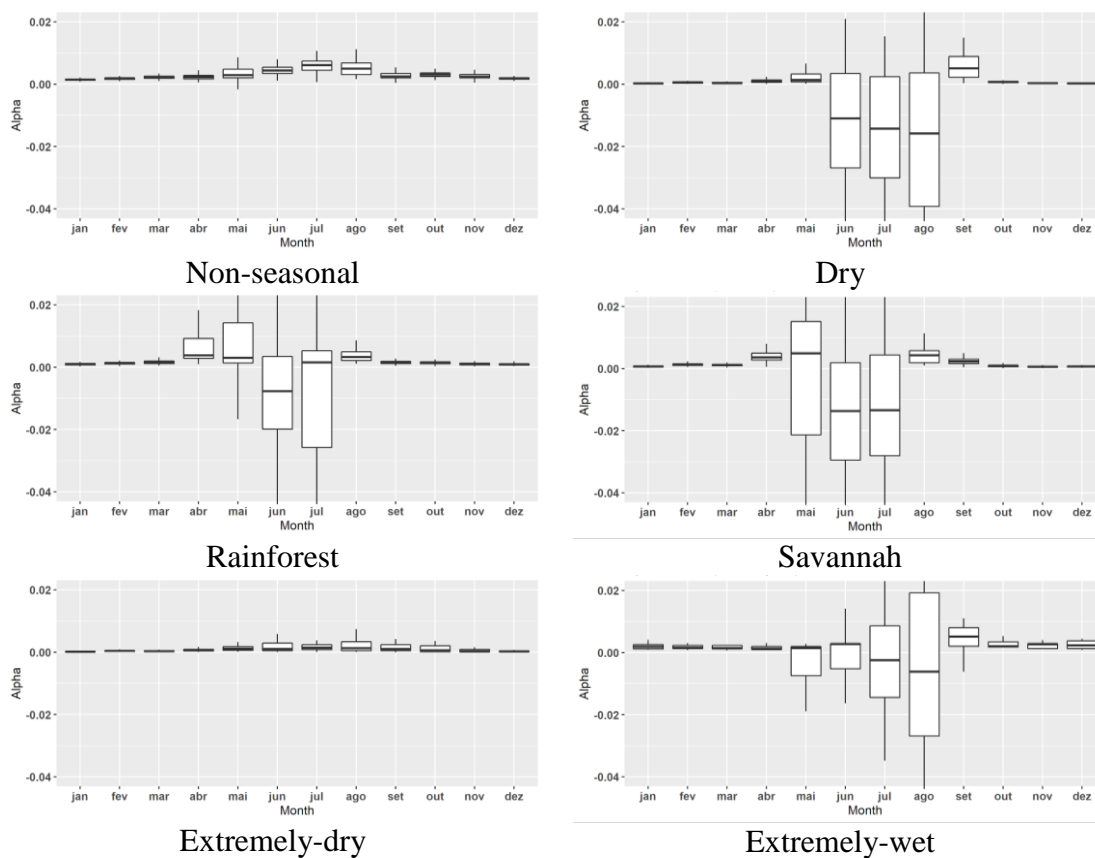 0.02
0.00
-0.02
-0.04
Alpha
jan fev mar abr mai jun jul ago set out nov dez
Month
Non-seasonal
0.02
0.00
-0.02
-0.04
Alpha
jan fev mar abr mai jun jul ago set out nov dez
Month
Dry
0.02
0.00
-0.02
-0.04
Alpha
jan fev mar abr mai jun jul ago set out nov dez
Month
Rainforest
0.02
0.00
-0.02
-0.04
Alpha
jan fev mar abr mai jun jul ago set out nov dez
Month
Savannah
0.02
0.00
-0.02
-0.04
Alpha
jan fev mar abr mai jun jul ago set out nov dez
Month
Extremely-dry
0.02
0.00
-0.02
-0.04
Alpha
jan fev mar abr mai jun jul ago set out nov dez
Month
Extremely-wet